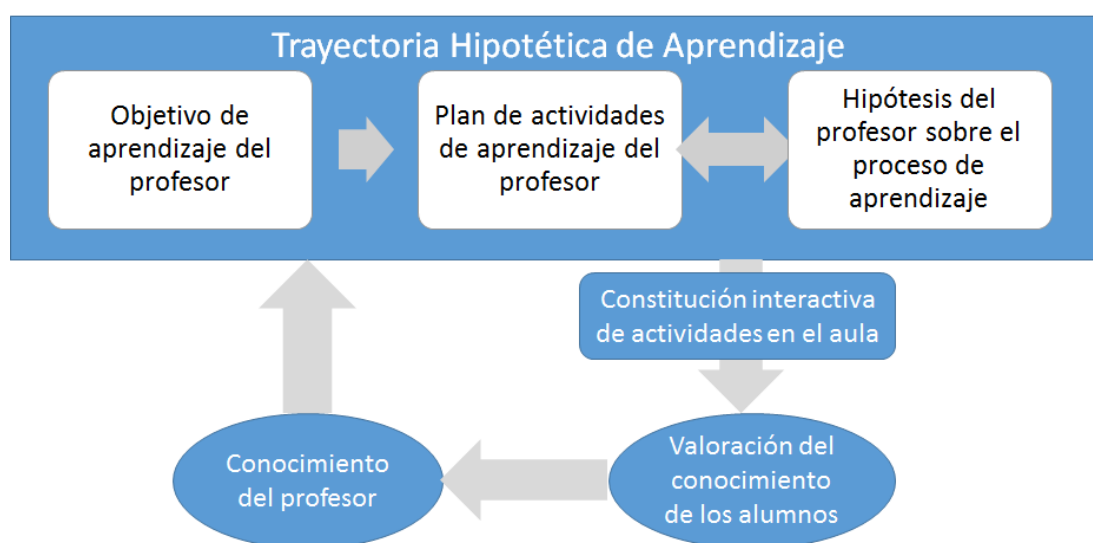 Trayectoria Hipotética de Aprendizaje
Objetivo de
aprendizaje del
profesor
Plan de actividades
de aprendizaje del
profesor
Hipótesis del
profesor sobre el
proceso de
aprendizaje
Constitución interactiva
de actividades en el aula
Conocimiento
del profesor
Valoración del
conocimiento
de los alumnos